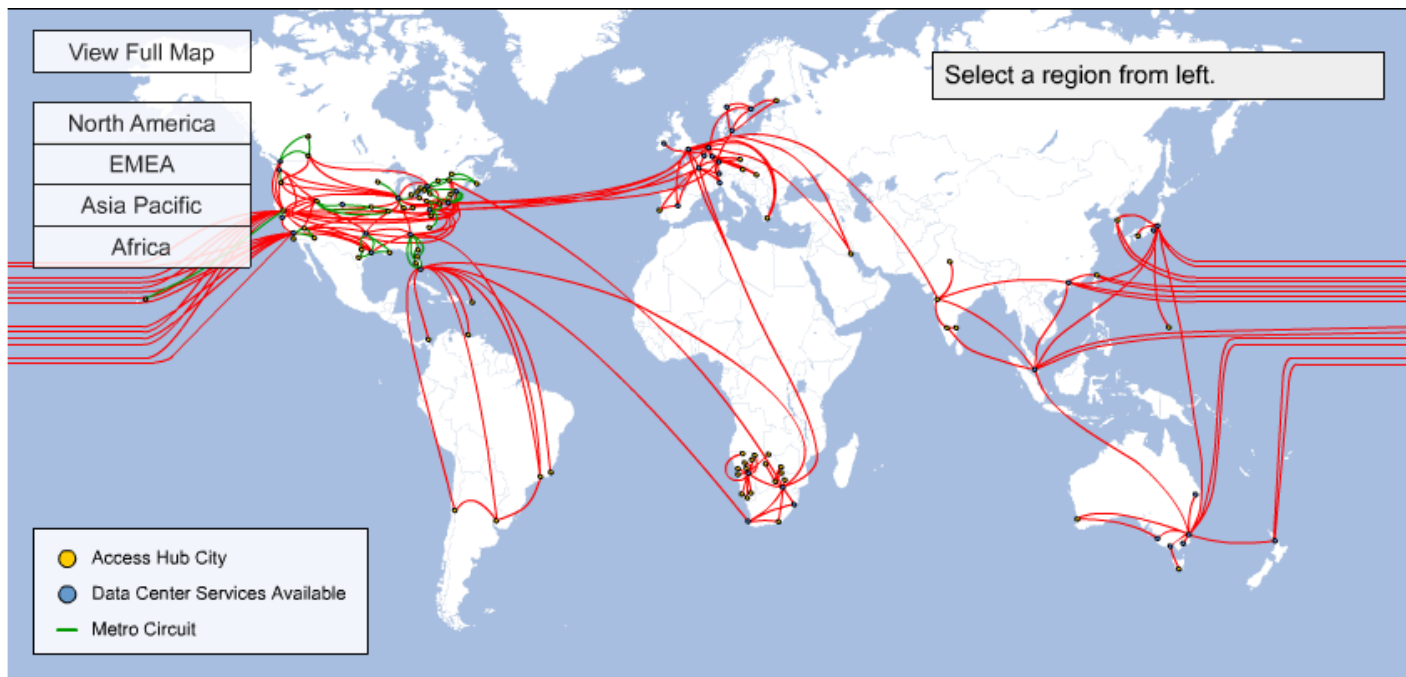 View Full Map
Select a region from left.
North America
EMEA
Asia Pacific
Africa
Access Hub City
Data Center Services Available
Metro Circuit